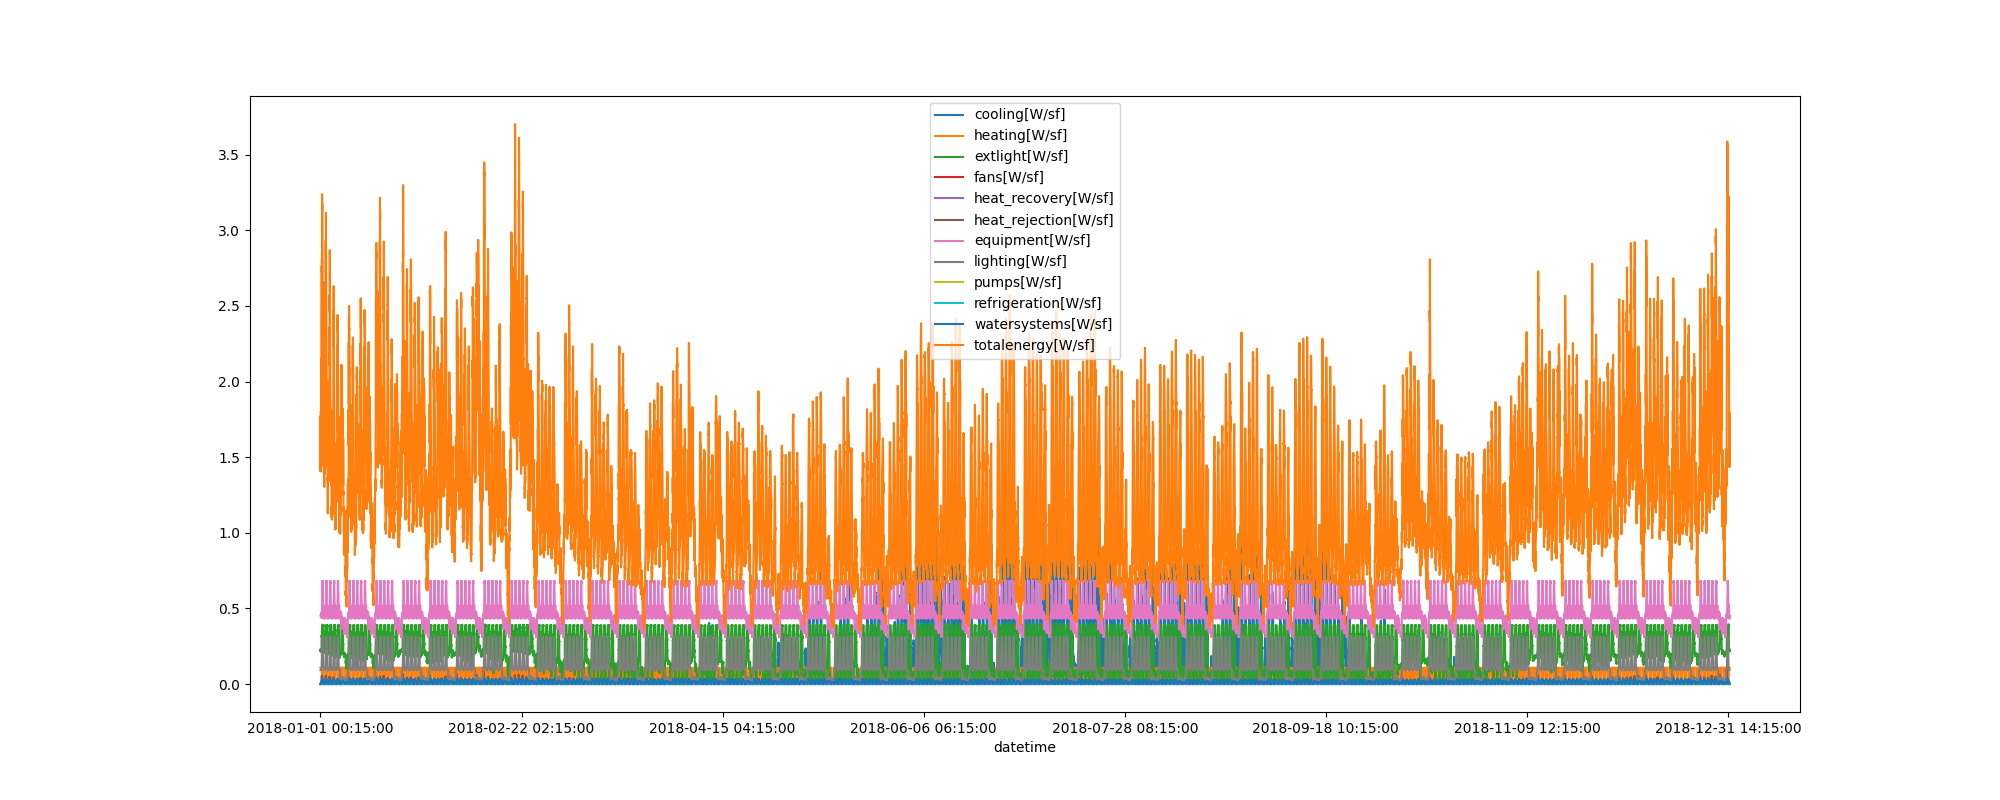 cooling[W/sf]
heating[W/sf]
extlight[W/sf]
fans[W/sf]
heat_recovery[W/sf]
heat_rejection[W/sf]
equipment[W/sf]
lighting[W/sf]
pumps[W/sf]
refrigeration[W/sf]
watersystems[W/sf]
totalenergy[W/sf]
3.5
3.0
2.5
2.0
1.5
1.0
0.5
0.0
2018-01-01 00:15:00 2018-02-22 02:15:00 2018-04-15 04:15:00 2018-06-06 06:15:00 2018-07-28 08:15:00 2018-09-18 10:15:00 2018-11-09 12:15:00 2018-12-31 14:15:00
datetime